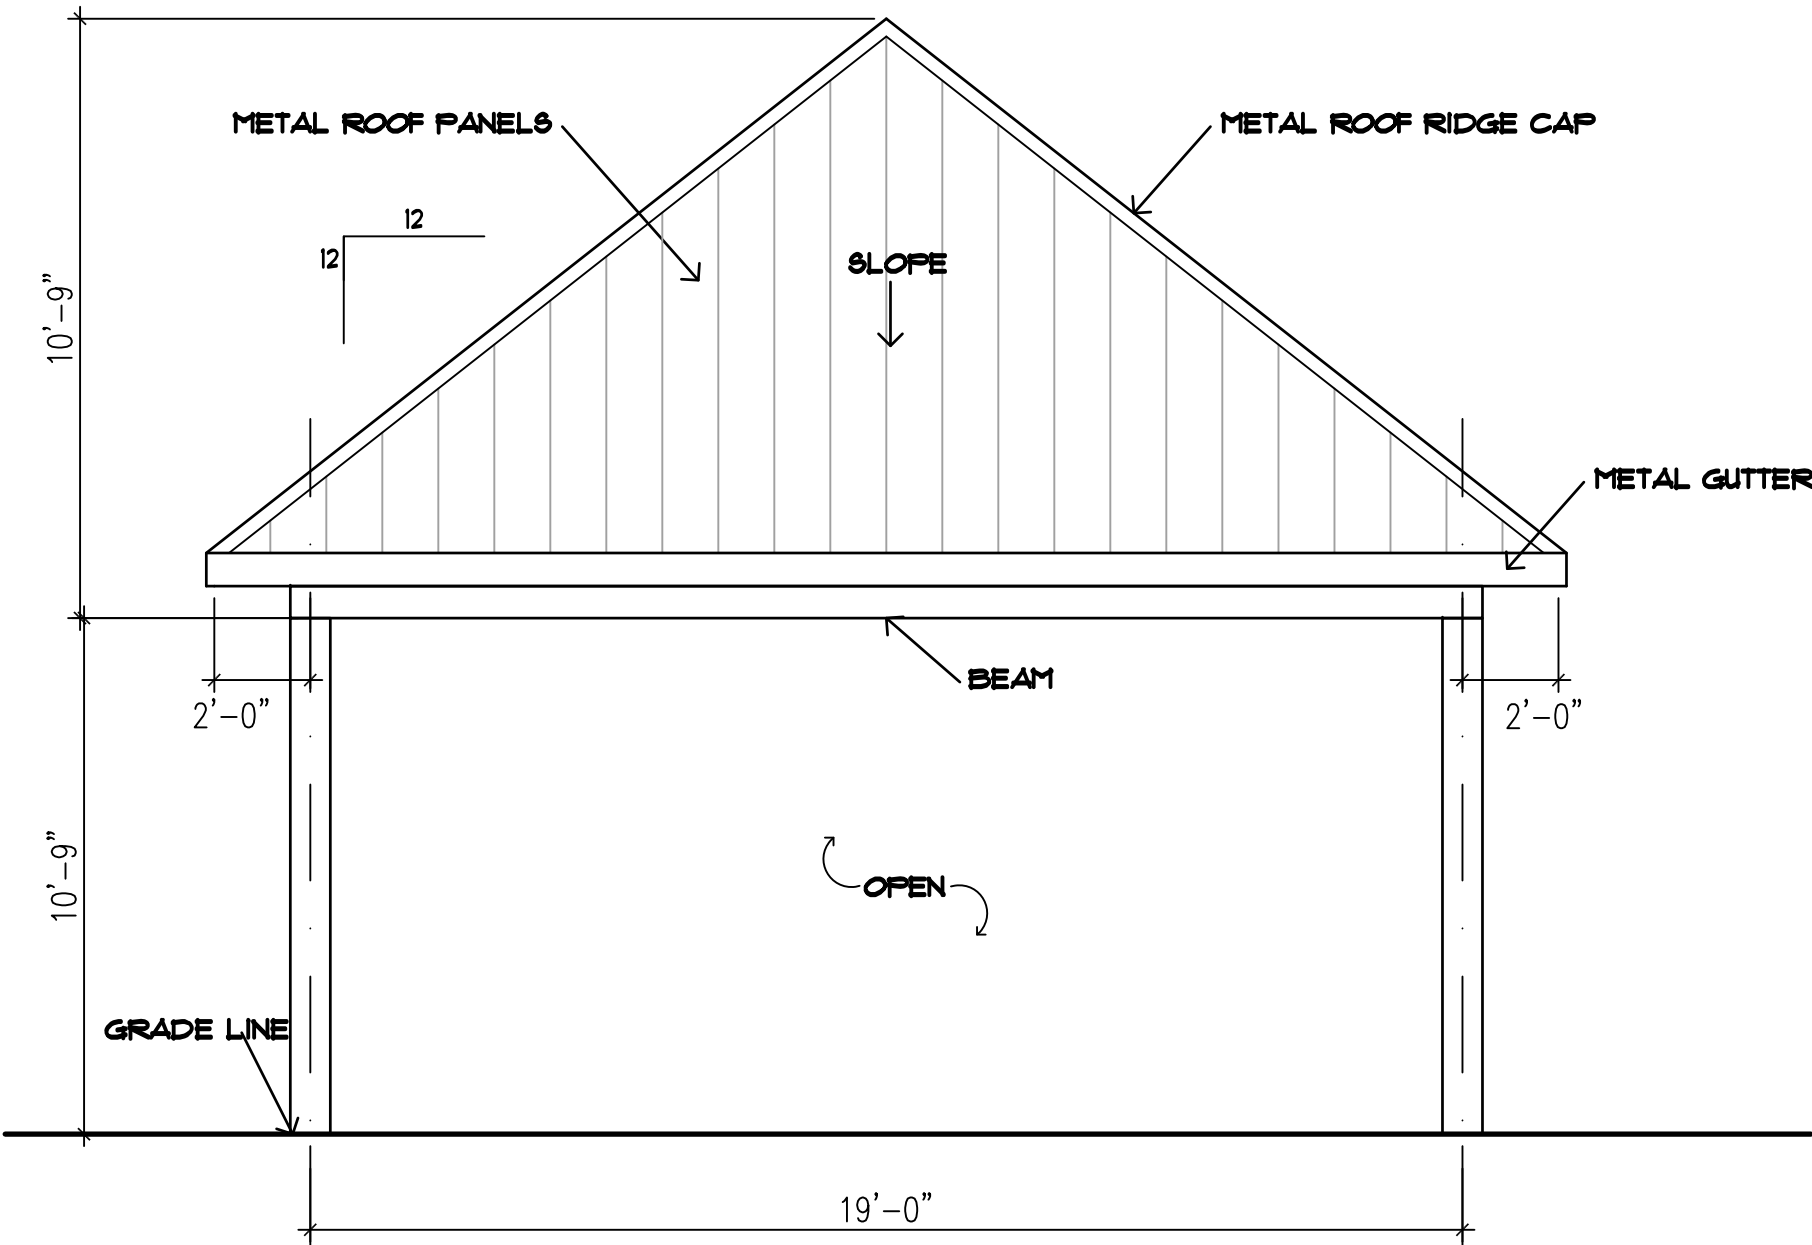 METAL ROOF PANELS
METAL ROOF RIDGE CAP
12
12
SLOPE
10'-9"
METAL GUTTER
BEAM
2'-0"
2'-0"
10'-9"
OPEN
GRADE LINE
19'-0"